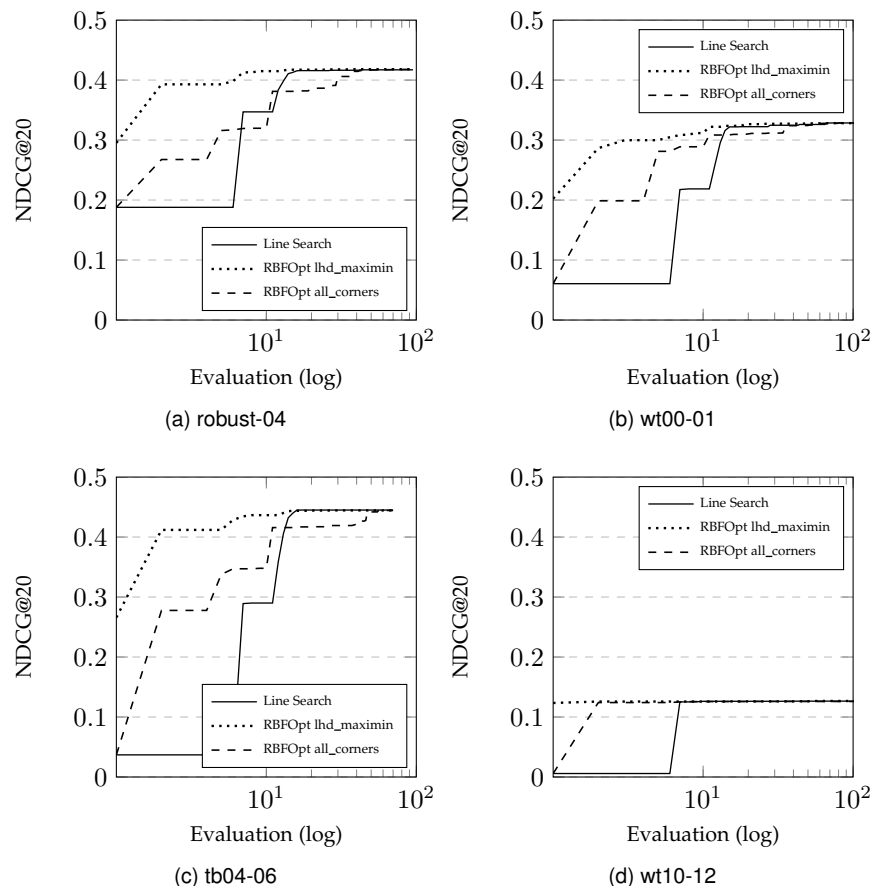 0.5
0.4
0.3
0.2
0.1
0
NDCG@20
Line Search
RBFOpt lhd_maximin
RBFOpt all_corners
10^1
10^2
Evaluation (log)
(a) robust-04
0.5
0.4
0.3
0.2
0.1
0
NDCG@20
Line Search
RBFOpt lhd_maximin
RBFOpt all_corners
10^1
10^2
Evaluation (log)
(b) wt00-01
0.5
0.4
0.3
0.2
0.1
0
NDCG@20
Line Search
RBFOpt lhd_maximin
RBFOpt all_corners
10^1
10^2
Evaluation (log)
(c) tb04-06
0.5
0.4
0.3
0.2
0.1
0
NDCG@20
Line Search
RBFOpt lhd_maximin
RBFOpt all_corners
10^1
10^2
Evaluation (log)
(d) wt10-12